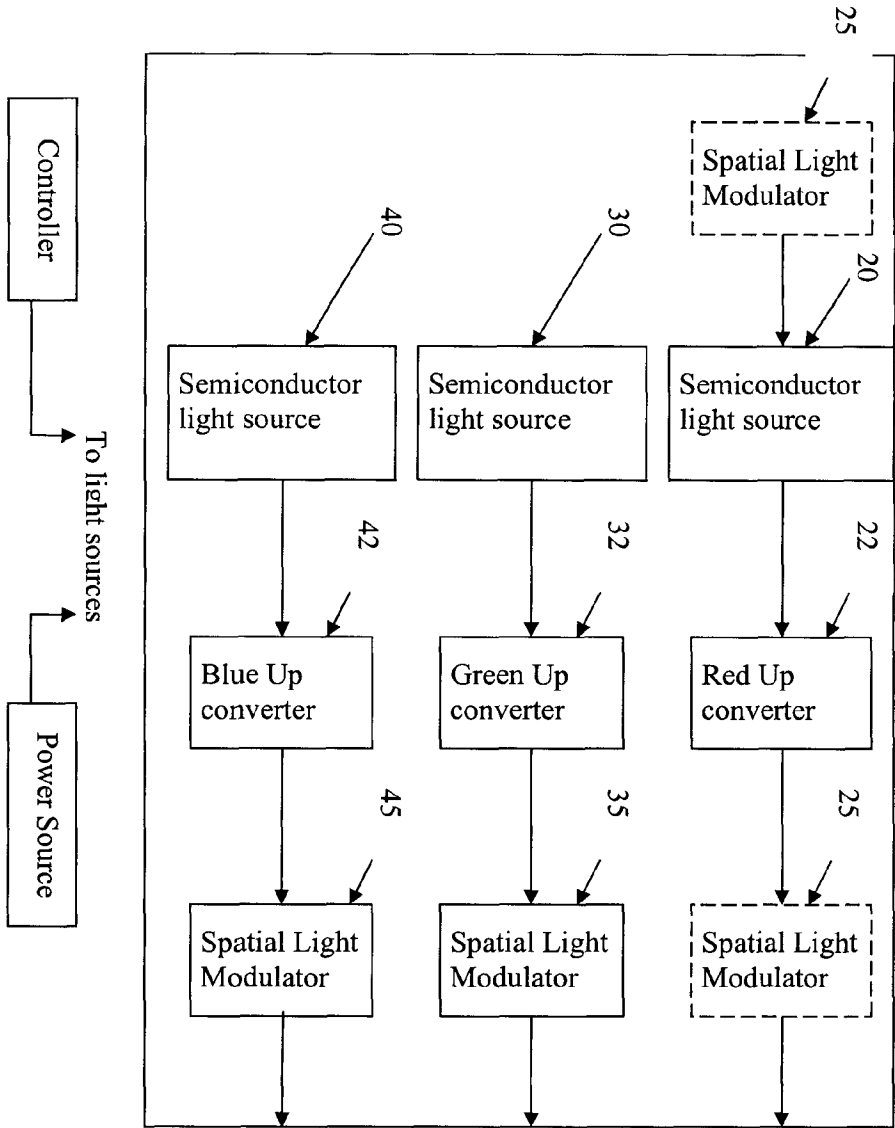 25
Spatial Light
Modulator
40
30
20
Semiconductor
light source
Semiconductor
light source
Semiconductor
light source
42
32
22
Blue Up
converter
Green Up
converter
Red Up
converter
45
35
25
Spatial Light
Modulator
Spatial Light
Modulator
Spatial Light
Modulator
Controller
To light sources
Power Source